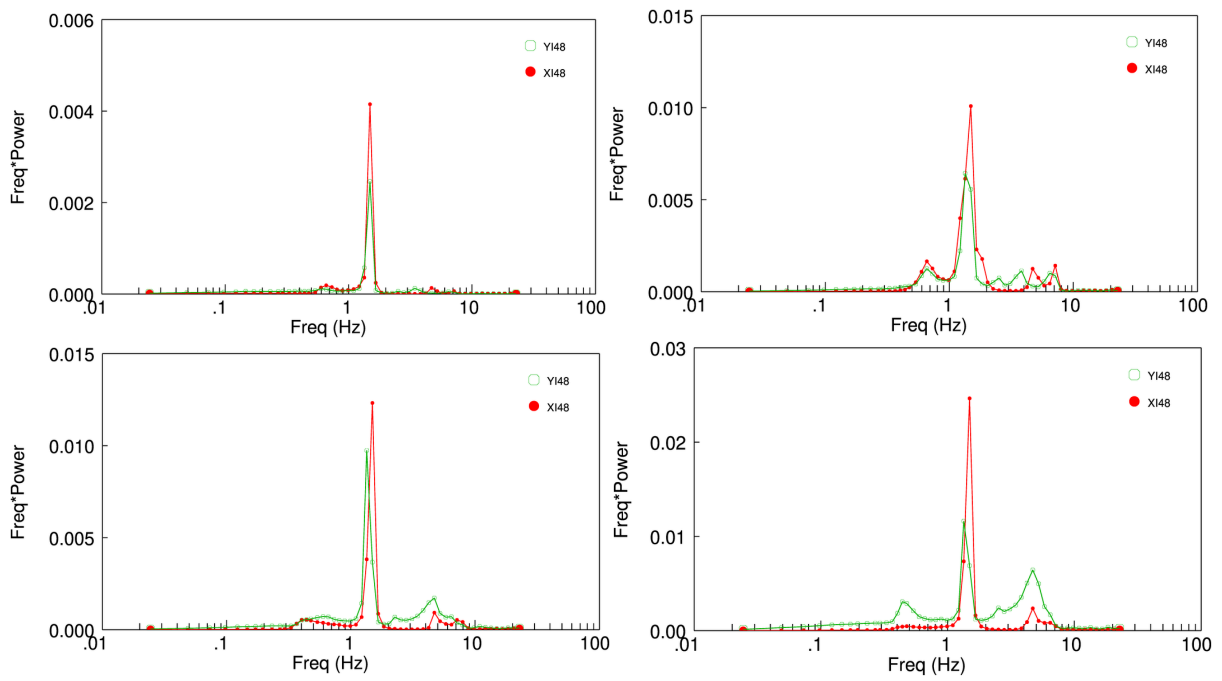 0.006
YI48
XI48
0.004
Freq*Power
0.002
0.000
.01 .1 1 10 100
Freq (Hz)
0.015
YI48
XI48
0.010
Freq*Power
0.005
0.000
.01 .1 1 10 100
Freq (Hz)
0.015
YI48
XI48
0.010
Freq*Power
0.005
0.000
.01 .1 1 10 100
Freq (Hz)
0.03
YI48
XI48
0.02
Freq*Power
0.01
0.00
.01 .1 1 10 100
Freq (Hz)